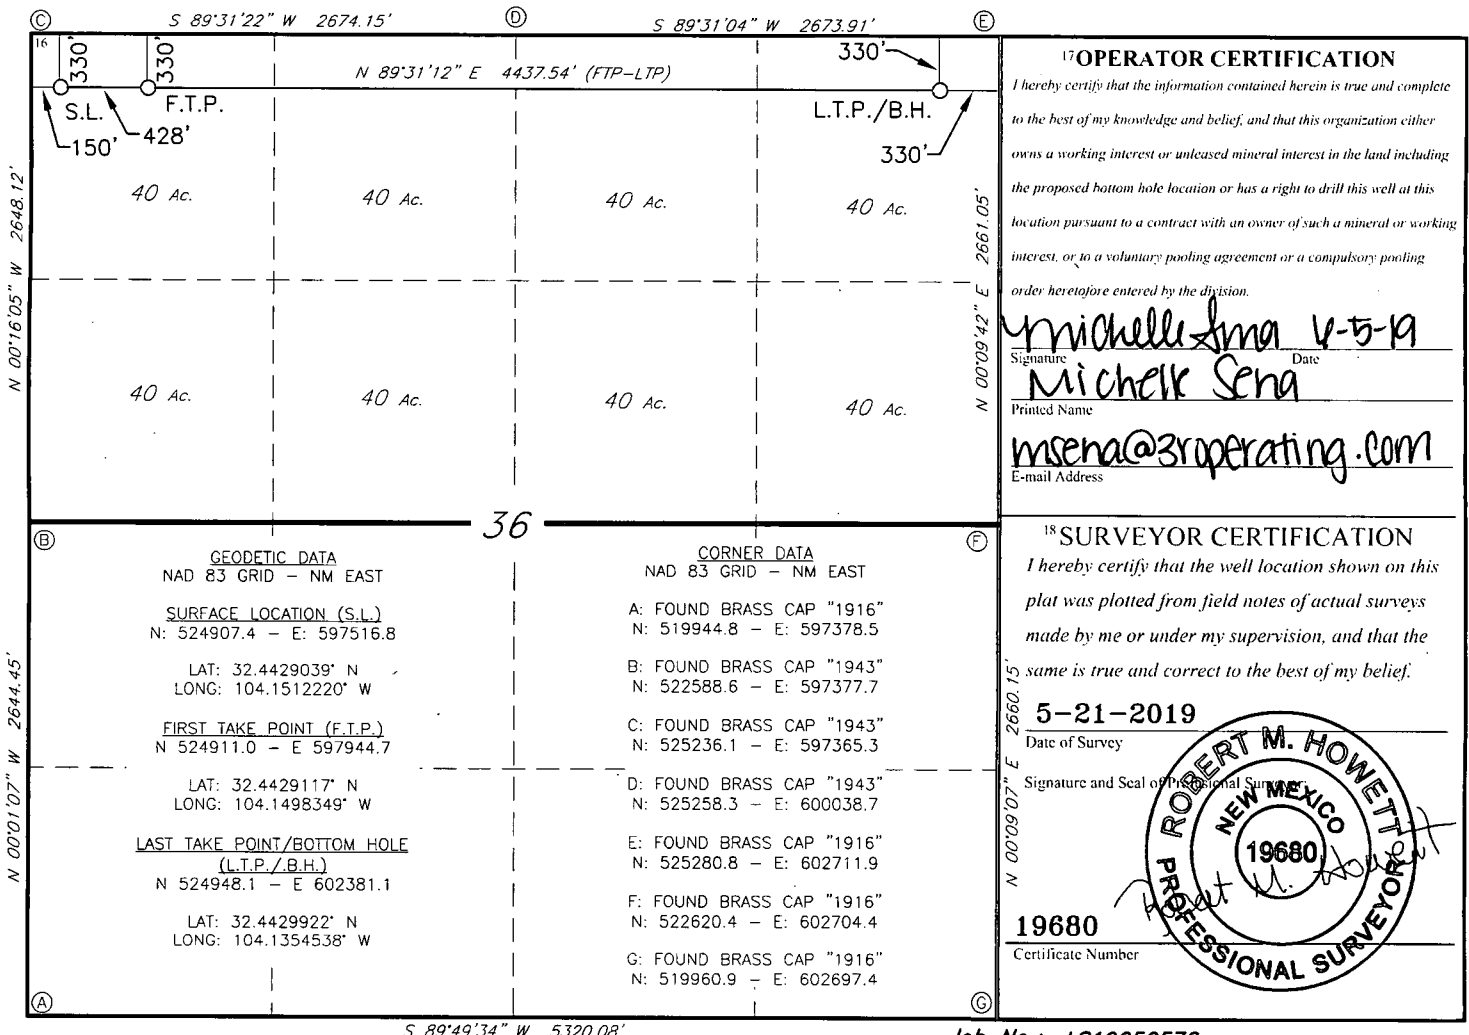 C S 89°31'22" W 2674.15' D S 89°31'04" W 2673.91' E
16
330' 330' N 89°31'12" E 4437.54' (FTP–LTP) 330'
S.L. F.T.P. L.T.P./B.H.
150' 428' 330'
40 Ac. 40 Ac. 40 Ac. 40 Ac.
N 00°16'05" W 2648.12'
N 00°09'42" E 2661.05'
40 Ac. 40 Ac. 40 Ac. 40 Ac.
36
B F
GEODETIC DATA
NAD 83 GRID – NM EAST
SURFACE LOCATION (S.L.)
N: 524907.4 – E: 597516.8
LAT: 32.4429039° N
LONG: 104.1512220° W
FIRST TAKE POINT (F.T.P.)
N 524911.0 – E 597944.7
LAT: 32.4429117° N
LONG: 104.1498349° W
LAST TAKE POINT/BOTTOM HOLE
(L.T.P./.B.H.)
N 524948.1 – E 602381.1
LAT: 32.4429922° N
LONG: 104.1354538° W
CORNER DATA
NAD 83 GRID – NM EAST
A: FOUND BRASS CAP "1916"
N: 519944.8 – E: 597378.5
B: FOUND BRASS CAP "1943"
N: 522588.6 – E: 597377.7
C: FOUND BRASS CAP "1943"
N: 525236.1 – E: 597365.3
D: FOUND BRASS CAP "1943"
N: 525258.3 – E: 600038.7
E: FOUND BRASS CAP "1916"
N: 525280.8 – E: 602711.9
F: FOUND BRASS CAP "1916"
N: 522620.4 – E: 602704.4
G: FOUND BRASS CAP "1916"
N: 519960.9 – E: 602697.4
N 00°01'07" W 2644.45'
N 00°09'07" E 2660.15'
A G
S 89°49'34" W 5320.08'
17 OPERATOR CERTIFICATION
I hereby certify that the information contained herein is true and complete
to the best of my knowledge and belief, and that this organization either
owns a working interest or unleased mineral interest in the land including
the proposed bottom hole location or has a right to drill this well at this
location pursuant to a contract with an owner of such a mineral or working
interest, or to a voluntary pooling agreement or a compulsory pooling
order heretofore entered by the division.
Michelle Sena 6-5-19
Signature Date
Michelle Sena
Printed Name
msena@3roperating.com
E-mail Address
18 SURVEYOR CERTIFICATION
I hereby certify that the well location shown on this
plat was plotted from field notes of actual surveys
made by me or under my supervision, and that the
same is true and correct to the best of my belief.
5-21-2019
Date of Survey
Signature and Seal of Professional Surveyor:
ROBERT M. HOWETT
NEW MEXICO
19680
PROFESSIONAL SURVEYOR
Robert M. Howett
19680
Certificate Number